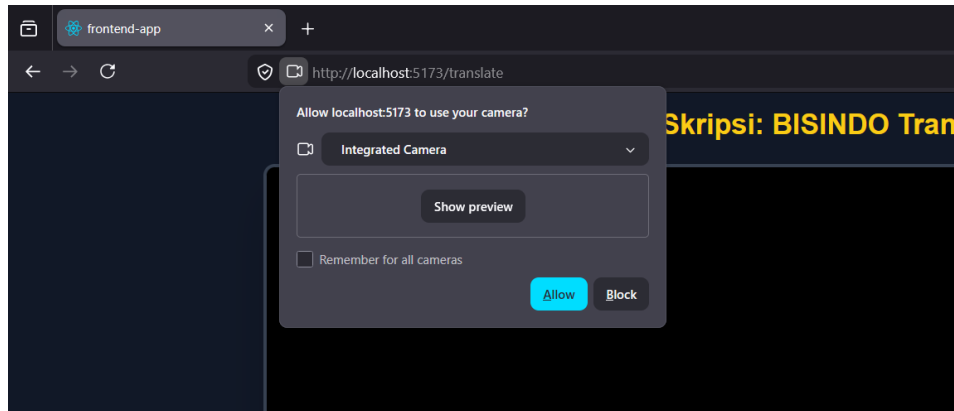 frontend-app
http://localhost:5173/translate
Allow localhost:5173 to use your camera?
Skripsi: BISINDO Tran
Integrated Camera
Show preview
Remember for all cameras
Allow
Block